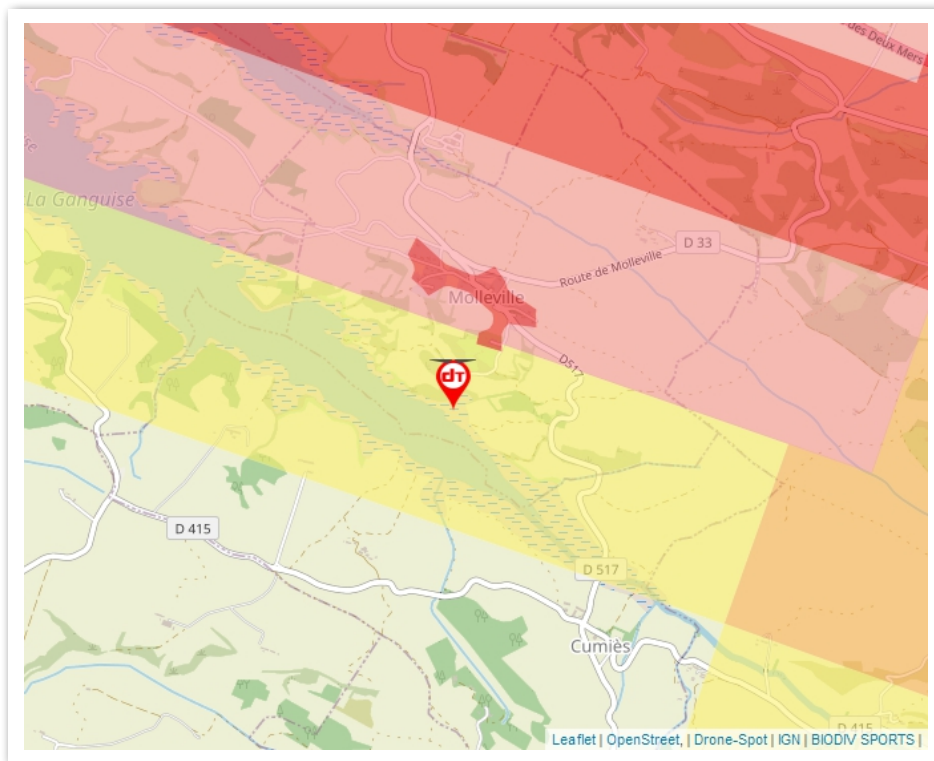 des Deux Mers
La Ganguise
D 33
Route de Molleville
Molleville
D517
dT
D 415
D 517
Cumiès
D 415
Leaflet | OpenStreet, | Drone-Spot | IGN | BIODIV SPORTS |